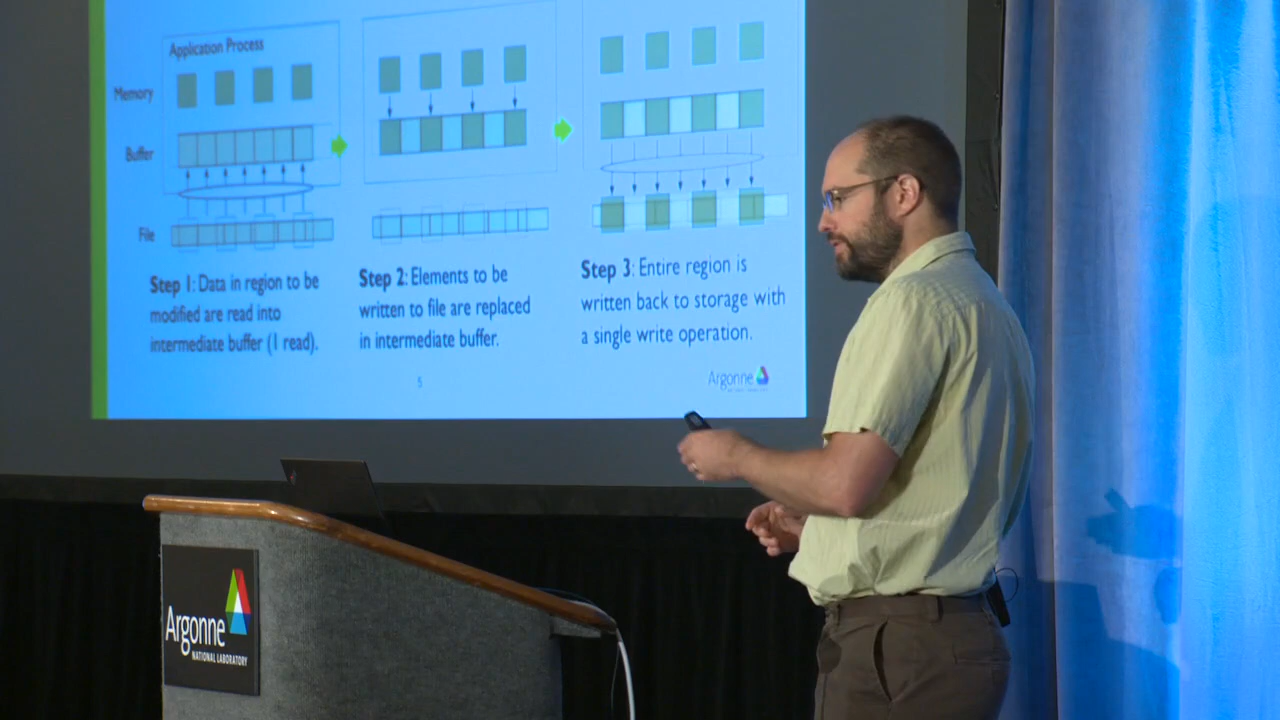 Application Process
Memory
Buffer
File
Step 1: Data in region to be
modified are read into
intermediate buffer (1 read).
Step 2: Elements to be
written to file are replaced
in intermediate buffer.
Step 3: Entire region is
written back to storage with
a single write operation.
5
Argonne
Argonne
NATIONAL LABORATORY